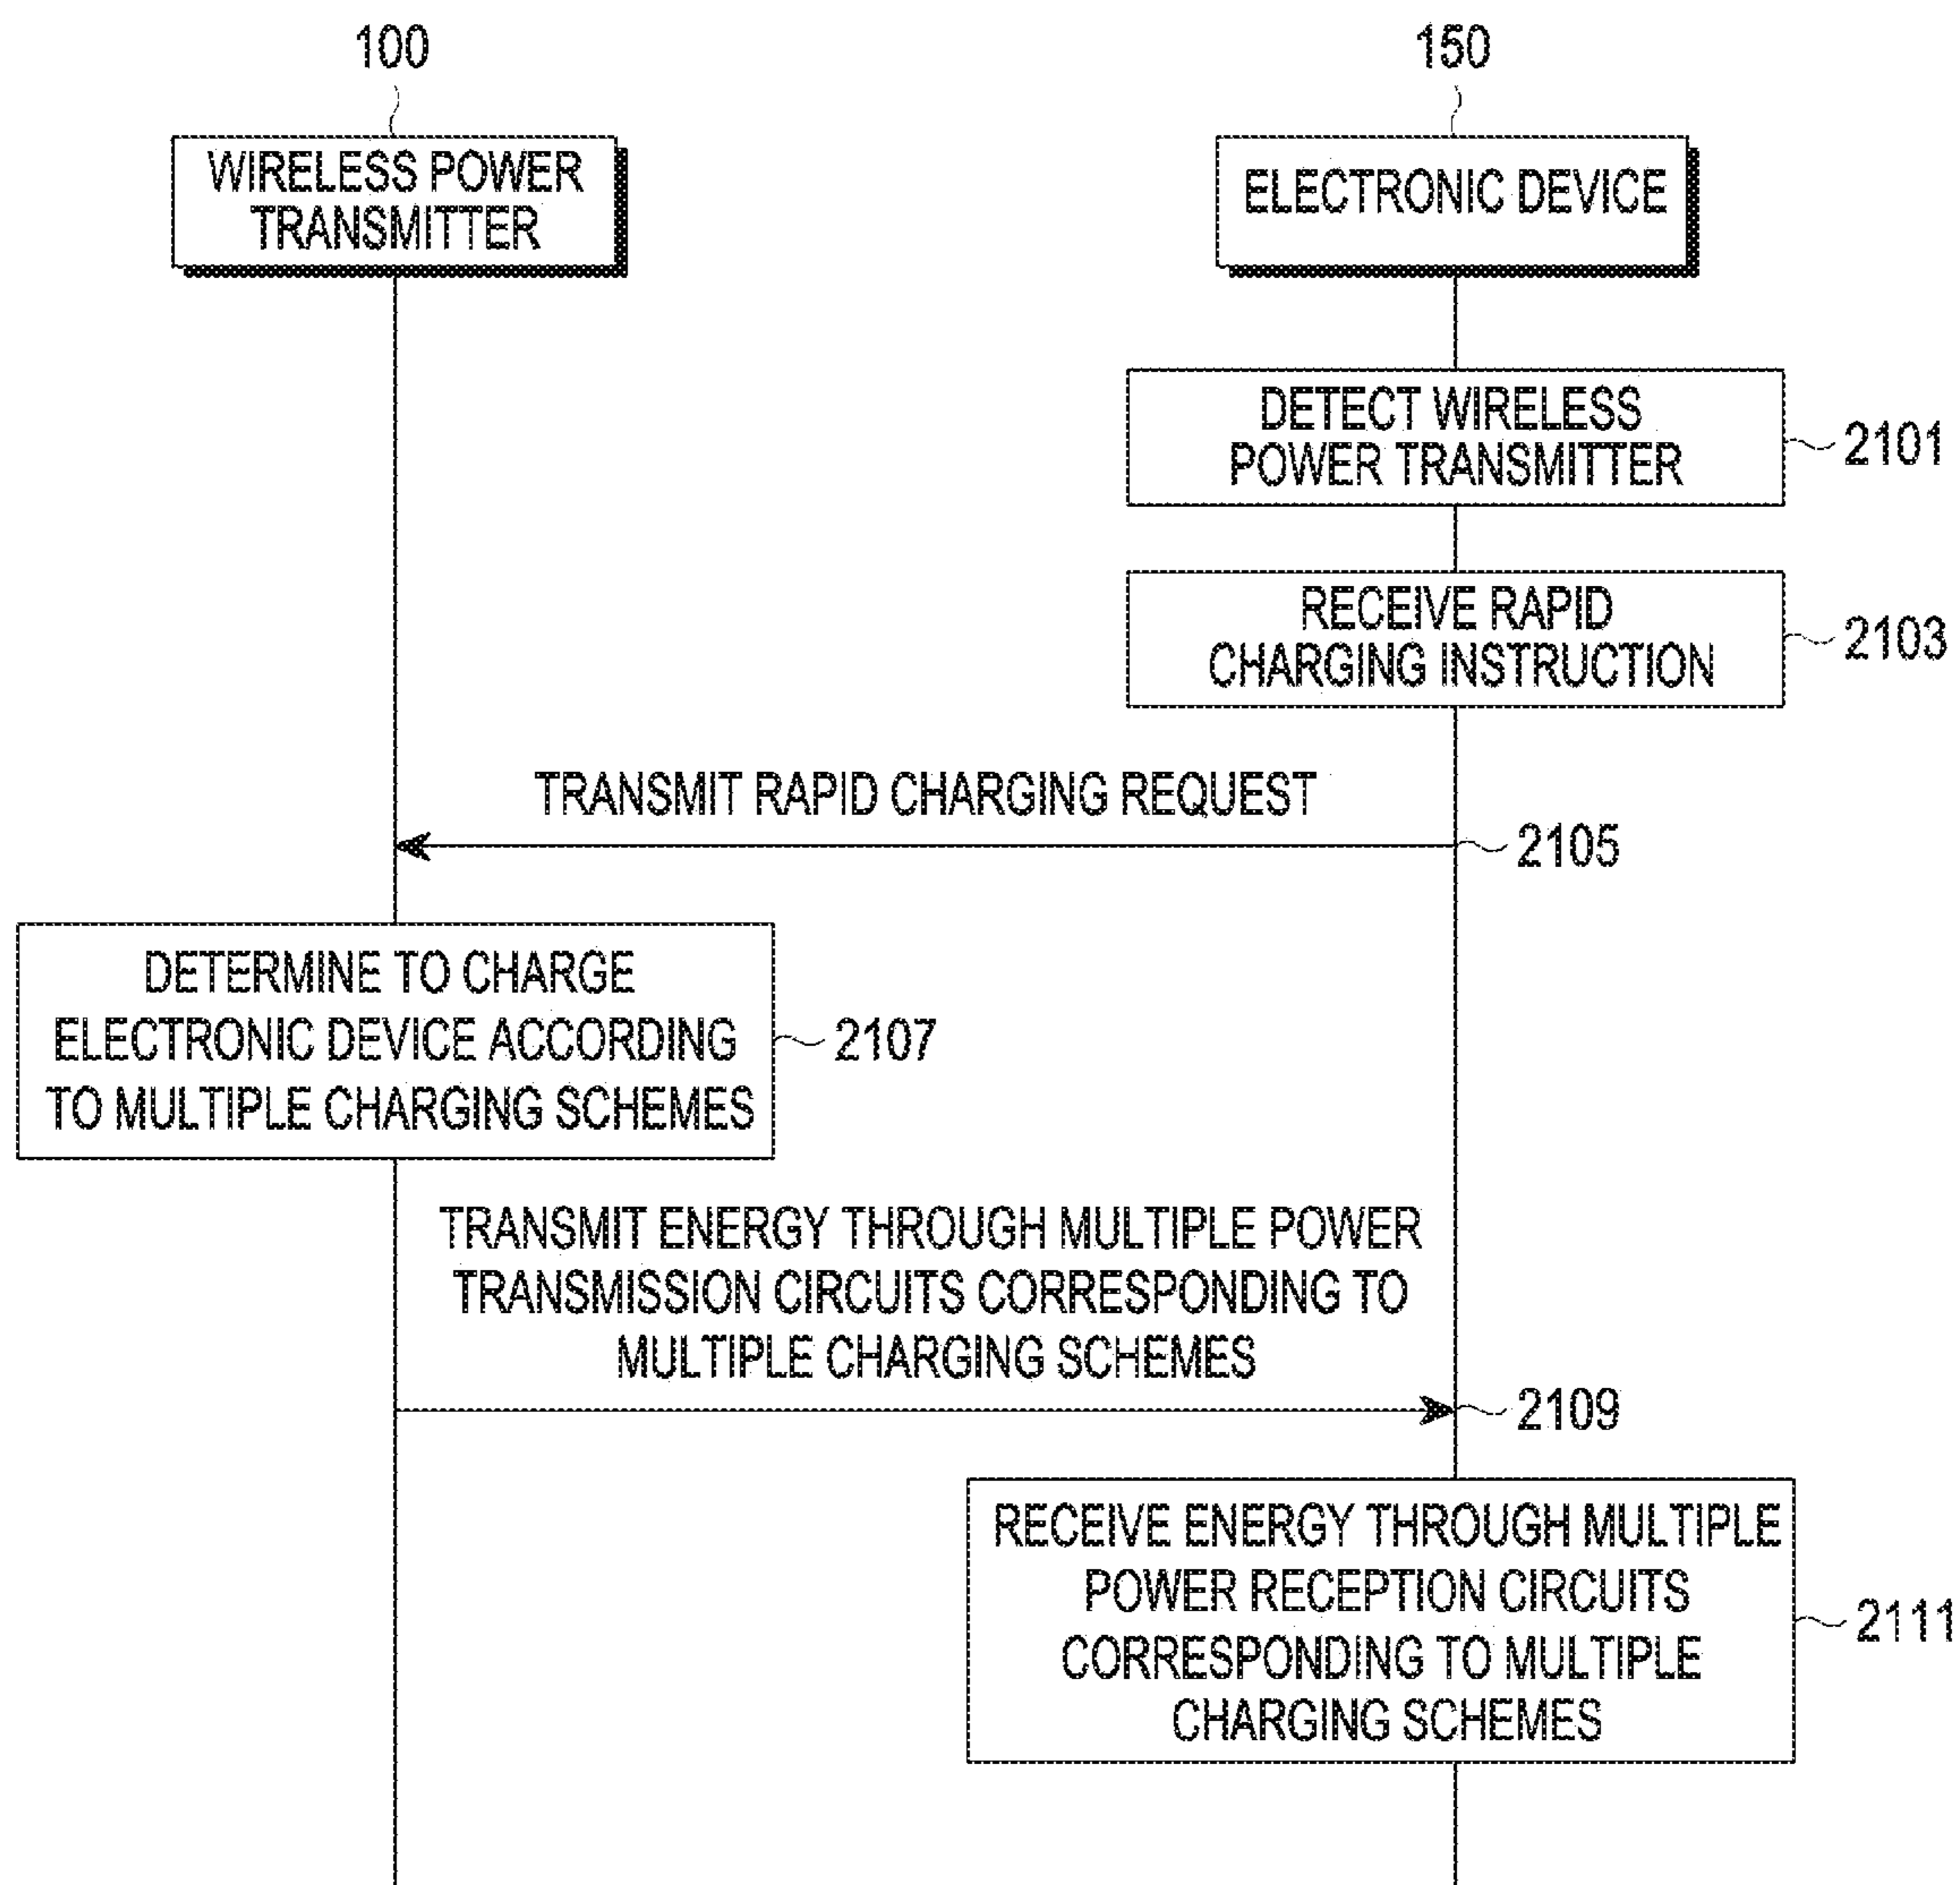 100
150
WIRELESS POWER
TRANSMITTER
ELECTRONIC DEVICE
DETECT WIRELESS
POWER TRANSMITTER
2101
RECEIVE RAPID
CHARGING INSTRUCTION
2103
TRANSMIT RAPID CHARGING REQUEST
2105
DETERMINE TO CHARGE
ELECTRONIC DEVICE ACCORDING
TO MULTIPLE CHARGING SCHEMES
2107
TRANSMIT ENERGY THROUGH MULTIPLE POWER
TRANSMISSION CIRCUITS CORRESPONDING TO
MULTIPLE CHARGING SCHEMES
2109
RECEIVE ENERGY THROUGH MULTIPLE
POWER RECEPTION CIRCUITS
CORRESPONDING TO MULTIPLE
CHARGING SCHEMES
2111